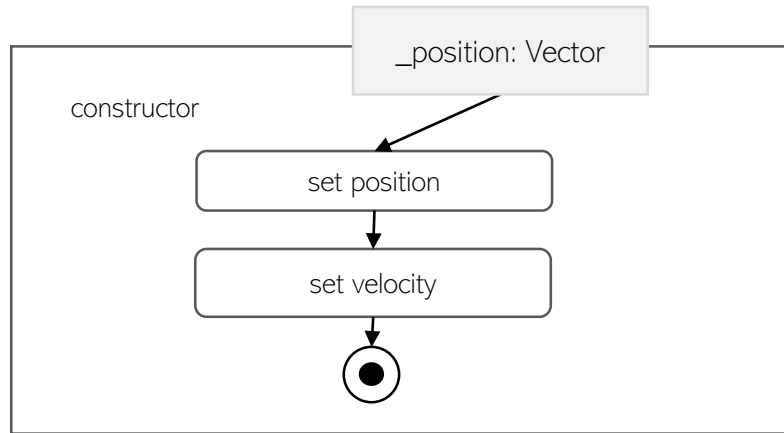 _position: Vector
constructor
set position
set velocity